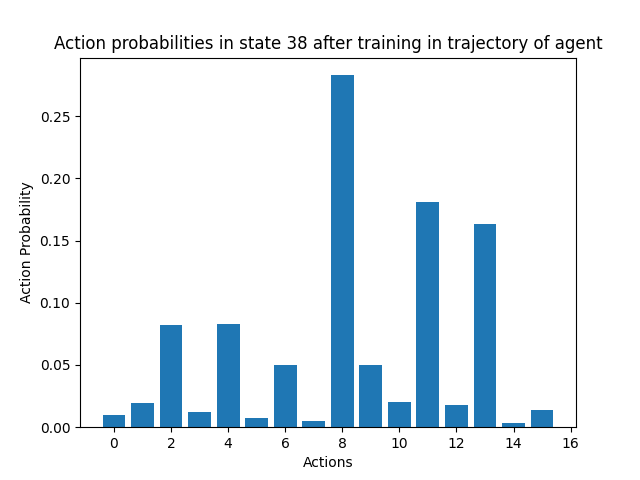 Action probabilities in state 38 after training in trajectory of agent
Action Probability
0.25
0.20
0.15
0.10
0.05
0.00
0 2 4 6 8 10 12 14 16
Actions